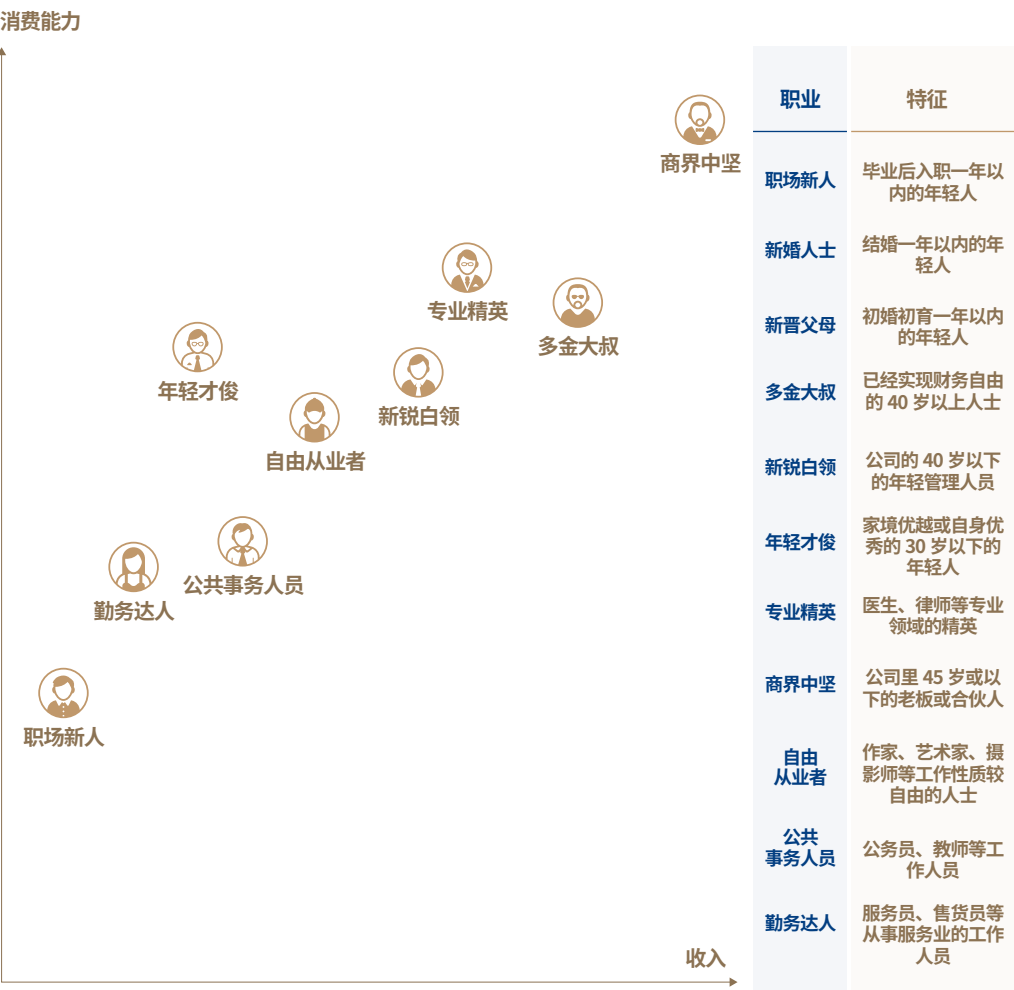 消费能力
商界中坚
专业精英
多金大叔
年轻才俊
新锐白领
自由从业者
公共事务人员
勤务达人
职场新人
收入
职业
特征
职场新人
毕业后入职一年以
内的年轻人
新婚人士
结婚一年以内的年
轻人
新晋父母
初婚初育一年以内
的年轻人
多金大叔
已经实现财务自由
的 40 岁以上人士
新锐白领
公司的 40 岁以下
的年轻管理人员
年轻才俊
家境优越或自身优
秀的 30 岁以下的
年轻人
专业精英
医生、律师等专业
领域的精英
商界中坚
公司里 45 岁或以
下的老板或合伙人
自由
从业者
作家、艺术家、摄
影师等工作性质较
自由的人士
公共
事务人员
公务员、教师等工
作人员
勤务达人
服务员、售货员等
从事服务业的工作
人员